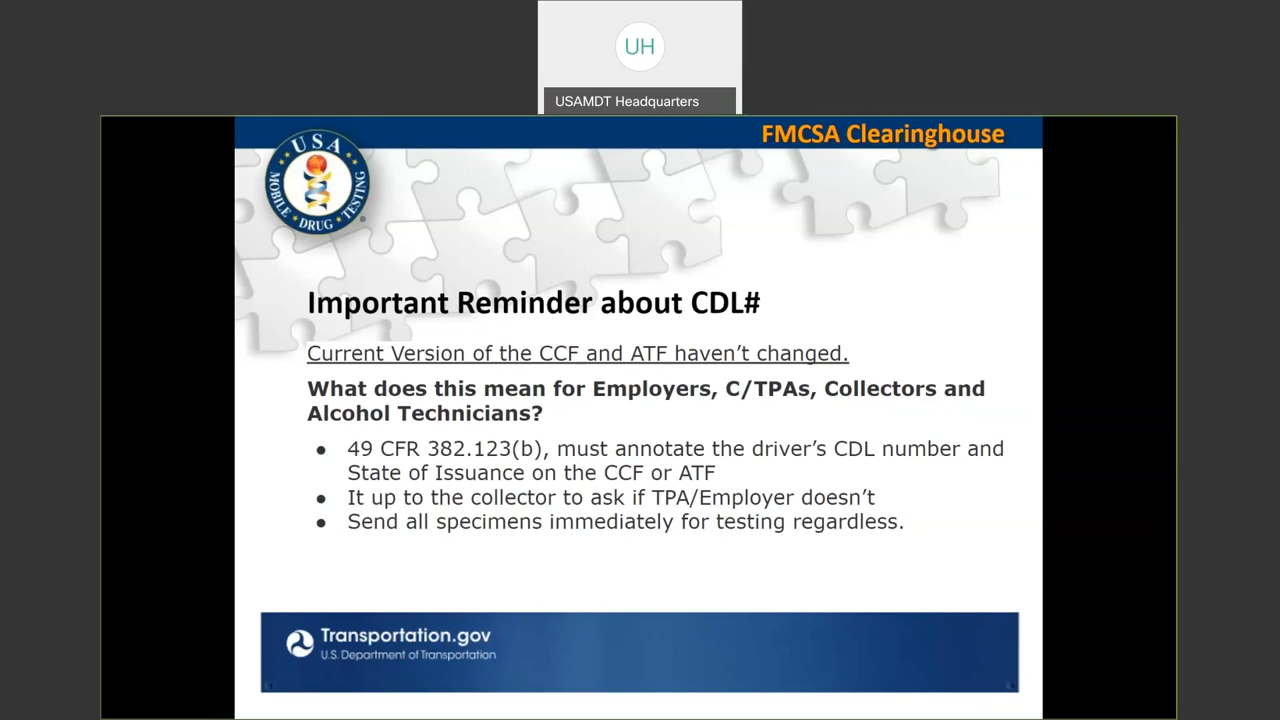 UH
USAMDT Headquarters
FMCSA Clearinghouse
USA
MOBILE DRUG TESTING
Important Reminder about CDL#
Current Version of the CCF and ATF haven't changed.
What does this mean for Employers, C/TPAs, Collectors and
Alcohol Technicians?
● 49 CFR 382.123(b), must annotate the driver's CDL number and
State of Issuance on the CCF or ATF
● It up to the collector to ask if TPA/Employer doesn't
● Send all specimens immediately for testing regardless.
Transportation.gov
U.S. Department of Transportation